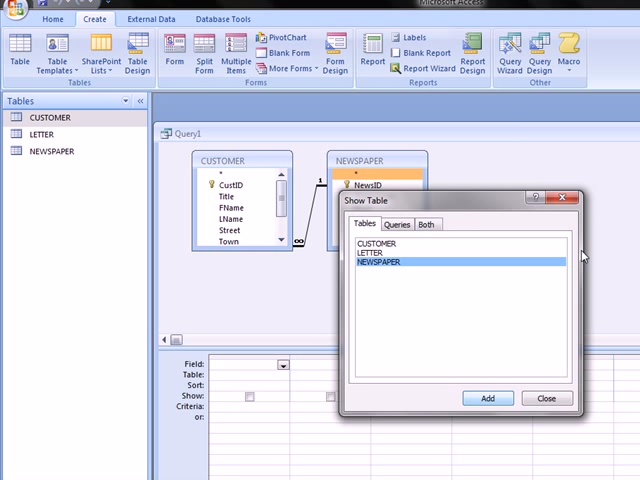 Microsoft Access
Home Create External Data Database Tools
Table
Table Templates
SharePoint Lists
Table Design
Tables
Form
Split Form
Multiple Items
PivotChart
Blank Form
More Forms
Form Design
Forms
Report
Labels
Blank Report
Report Wizard
Report Design
Reports
Query Wizard
Query Design
Macro
Other
Tables
CUSTOMER
LETTER
NEWSPAPER
Query1
CUSTOMER
*
CustID
Title
FName
LName
Street
Town
1
∞
NEWSPAPER
*
NewsID
Show Table
Tables Queries Both
CUSTOMER
LETTER
NEWSPAPER
Add Close
Field:
Table:
Sort:
Show:
Criteria:
or: